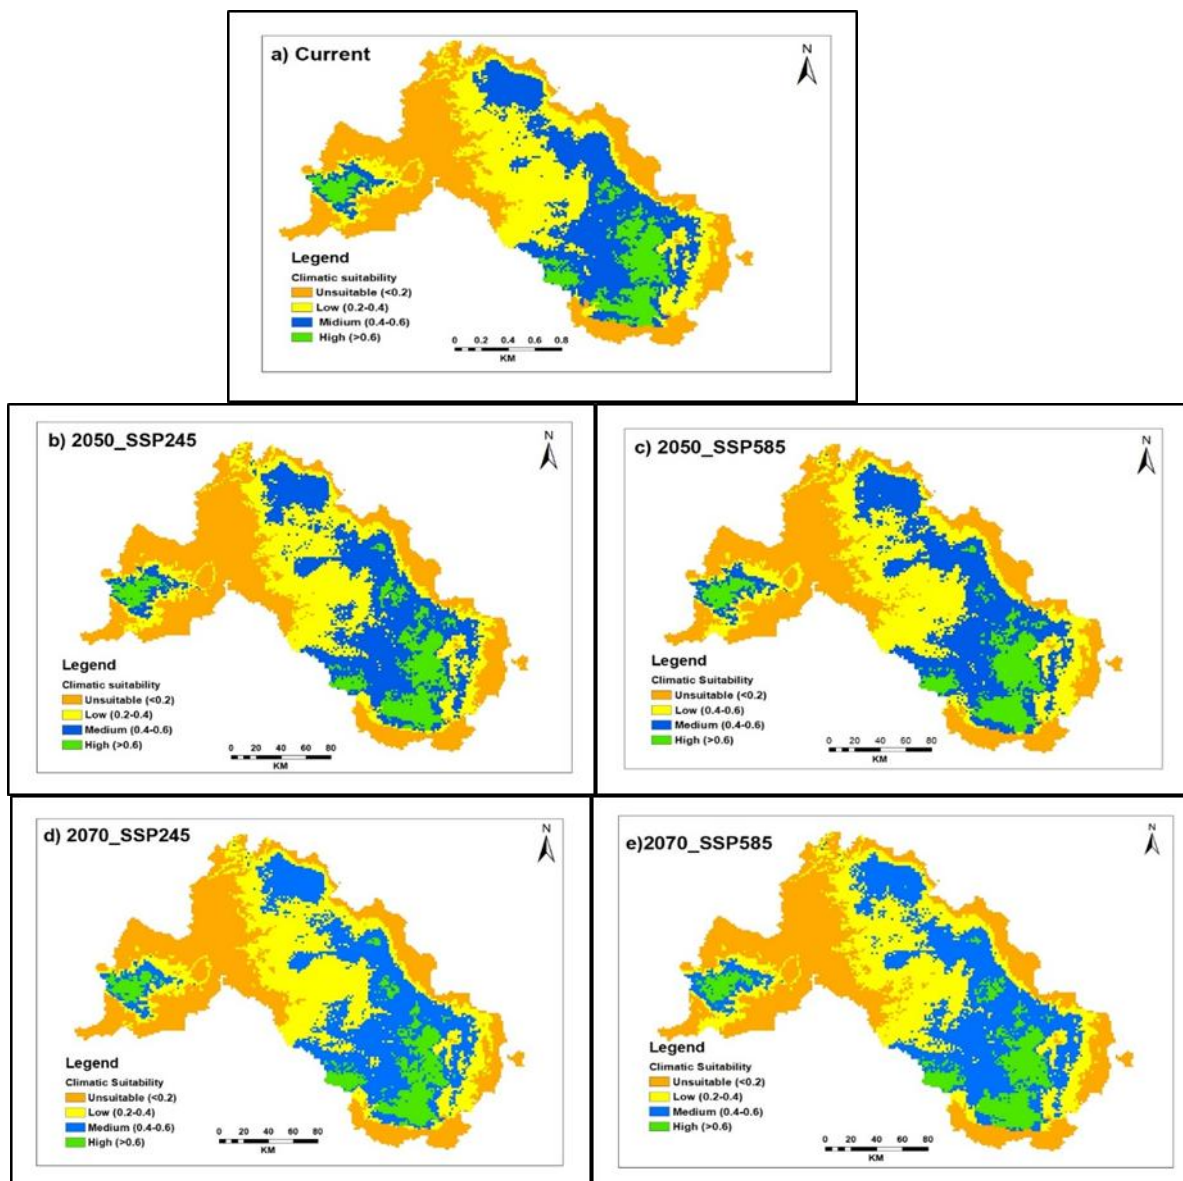 a) Current
N
Legend
Climatic suitability
Unsuitable (<0.2)
Low (0.2-0.4)
Midium (0.4-0.6)
High (>0.6)
0 0.2 0.4 0.6 0.8
KM
b) 2050_SSP245
N
Legend
Climatic suitability
Unsuitable (<0.2)
Low (0.2-0.4)
Medium (0.4-0.6)
High (>0.6)
0 20 40 60 80
KM
c) 2050_SSP585
N
Legend
Climatic Suitability
Unsuitable (<0.2)
Low (0.4-0.6)
Medium (0.4-0.6)
High (>0.6)
0 20 40 60 80
KM
d) 2070_SSP245
N
Legend
Climatic Suitability
Unsuitable (<0.2)
Low (0.2-0.4)
Medium (0.4-0.6)
High (>0.6)
0 20 40 60 80
KM
e)2070_SSP585
N
Legend
Climatic Suitability
Unsuitable (<0.2)
Low (0.2-0.4)
Medium (0.4-0.6)
High (>0.6)
0 20 40 60 80
KM